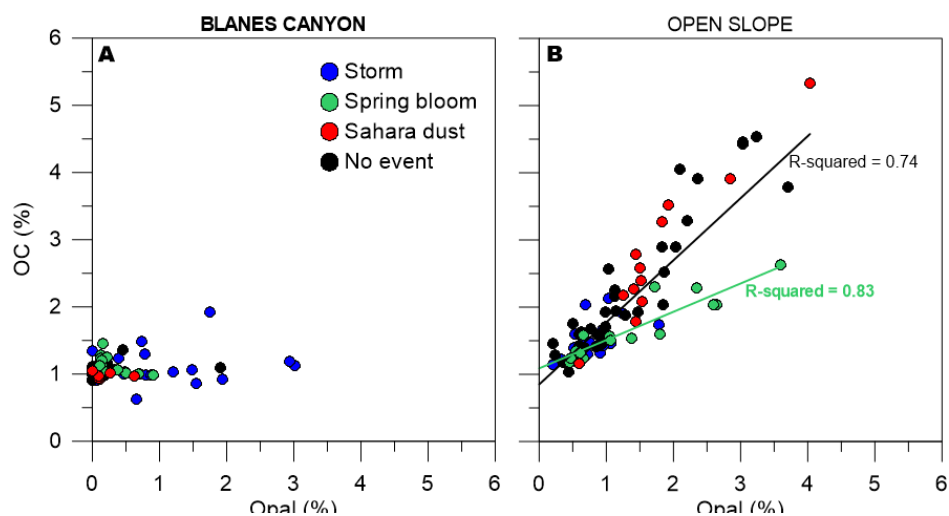 BLANES CANYON
OPEN SLOPE
6
A
B
Storm
5
Spring bloom
Sahara dust
4
No event
R-squared = 0.74
OC (%)
3
R-squared = 0.83
2
1
0
0 1 2 3 4 5 6
0 1 2 3 4 5 6
Opal (%)
Opal (%)